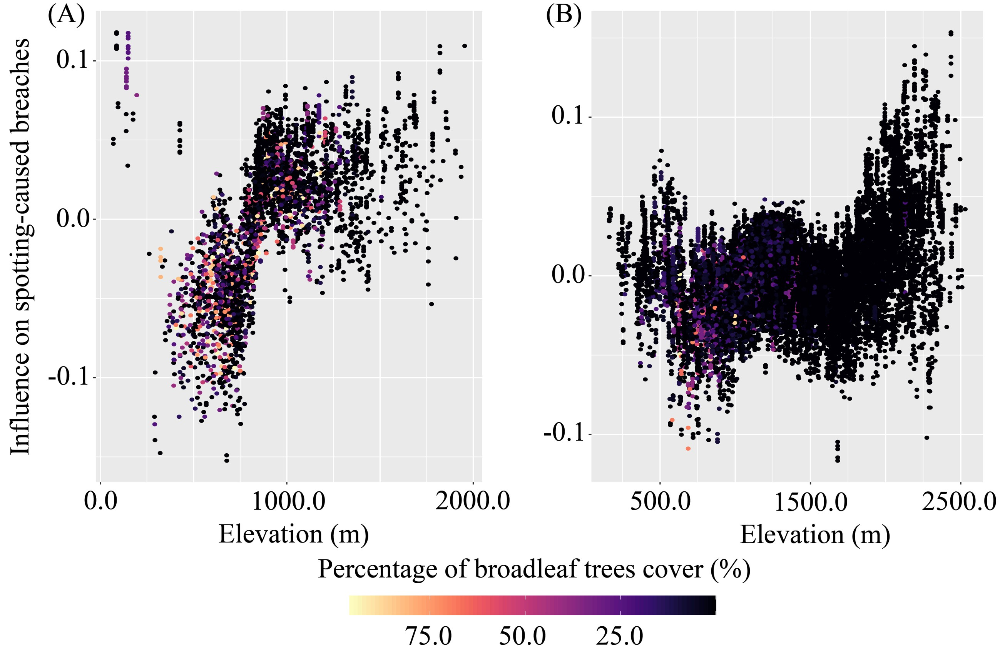 (A)
(B)
Influence on spotting-caused breaches
0.1
0.0
-0.1
0.1
0.0
-0.1
0.0 1000.0 2000.0
500.0 1500.0 2500.0
Elevation (m)
Elevation (m)
Percentage of broadleaf trees cover (%)
75.0 50.0 25.0